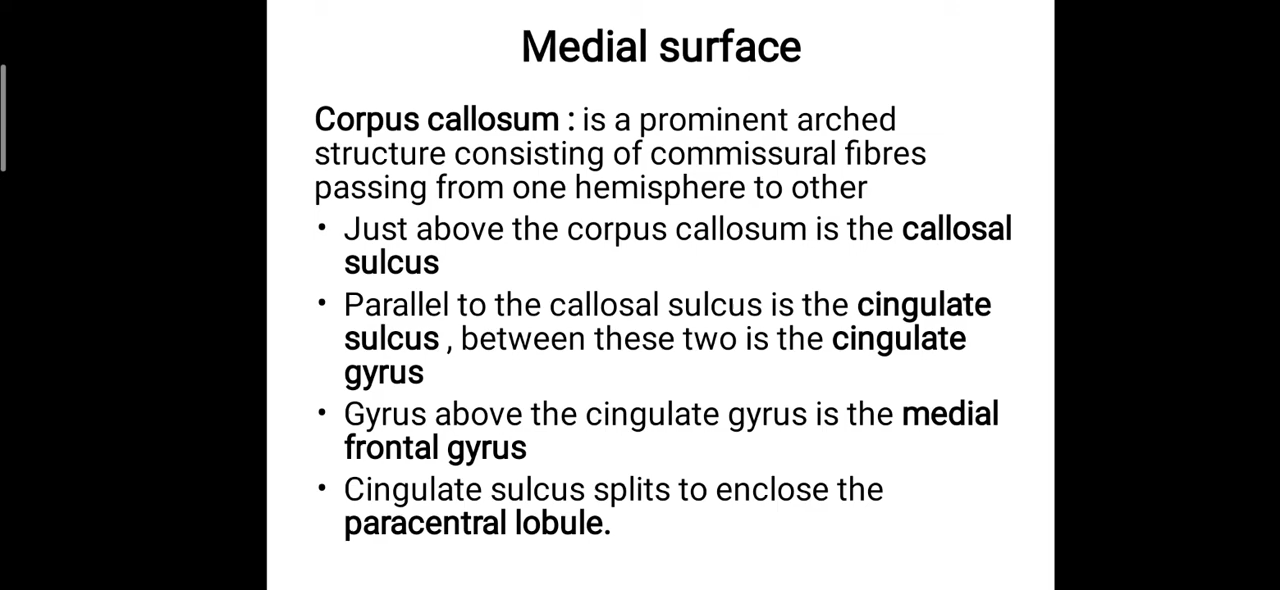 Medial surface
Corpus callosum : is a prominent arched
structure consisting of commissural fibres
passing from one hemisphere to other
• Just above the corpus callosum is the callosal
sulcus
• Parallel to the callosal sulcus is the cingulate
sulcus , between these two is the cingulate
gyrus
• Gyrus above the cingulate gyrus is the medial
frontal gyrus
• Cingulate sulcus splits to enclose the
paracentral lobule.